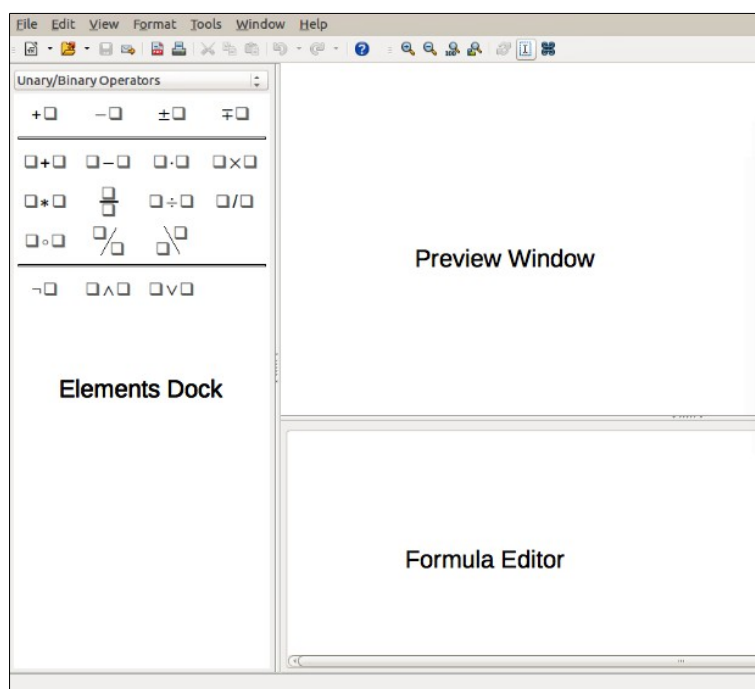 File Edit View Format Tools Window Help
Unary/Binary Operators
+□ −□ ±□ ∓□
□+□ □−□ □·□ □×□
□∗□ □/□ □÷□ □/□
□∘□ □/□ □\□
¬□ □∧□ □∨□
Preview Window
Elements Dock
Formula Editor